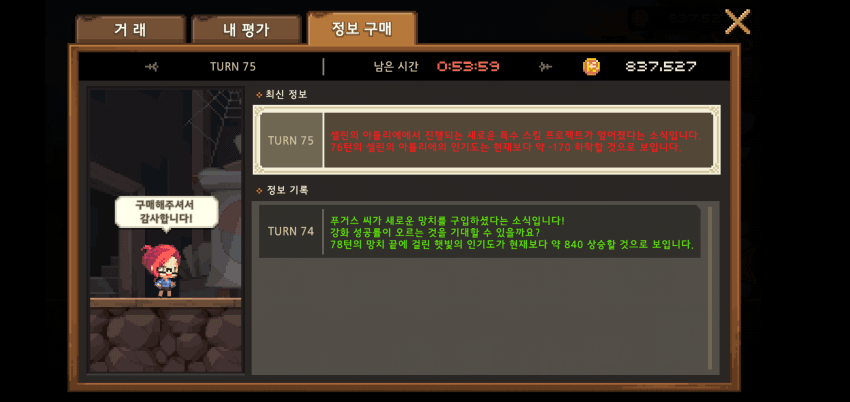 거 래
내 평가
정보 구매
TURN 75
남은 시간
0:53:59
837,527
최신 정보
TURN 75
셀린의 아틀리에에서 진행되는 새로운 특수 스킬 프로젝트가 엎어졌다는 소식입니다.
76턴의 셀린의 아틀리에의 인기도는 현재보다 약 -170 하락할 것으로 보입니다.
정보 기록
구매해주셔서
감사합니다!
TURN 74
푸거스 씨가 새로운 망치를 구입하셨다는 소식입니다!
강화 성공률이 오르는 것을 기대할 수 있을까요?
78턴의 망치 끝에 걸린 햇빛의 인기도가 현재보다 약 840 상승할 것으로 보입니다.